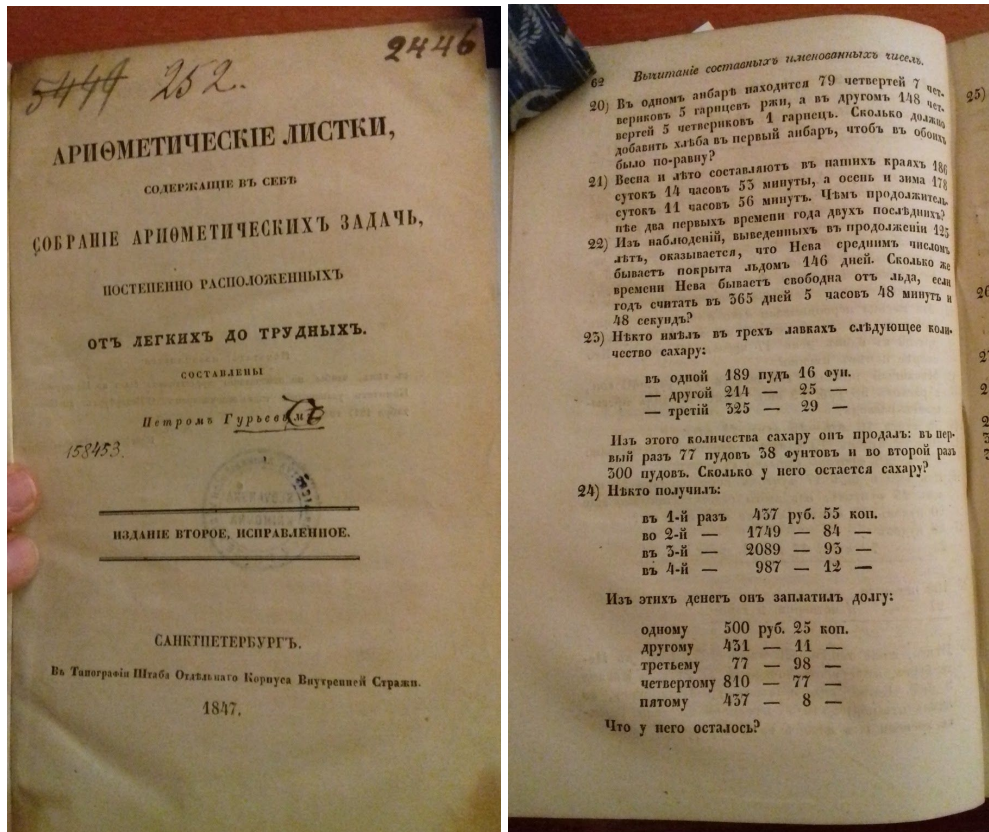 2446
5444 252.
АРИѲМЕТИЧЕСКІЕ ЛИСТКИ,
СОДЕРЖАЩІЕ ВЪ СЕБѢ
СОБРАНІЕ АРИѲМЕТИЧЕСКИХЪ ЗАДАЧЬ,
ПОСТЕПЕННО РАСПОЛОЖЕННЫХЪ
ОТЪ ЛЕГКИХЪ ДО ТРУДНЫХЪ.
СОСТАВЛЕНЫ
Петромъ Гурьевымъ
158453.
ИЗДАНІЕ ВТОРОЕ, ИСПРАВЛЕННОЕ.
САНКТПЕТЕРБУРГЪ.
Въ Типографіи Штаба Отдѣльнаго Корпуса Внутренней Стражи.
1847.
62 Вычитаніе составныхъ именованныхъ чиселъ.
20) Въ одномъ анбарѣ находится 79 четвертей 7 чет-
вериковъ 5 гарнцевъ ржи, а въ другомъ 148 чет-
вертей 5 четвериковъ 1 гарнецъ. Сколько должно
добавить хлѣба въ первый анбаръ, чтобъ въ обоихъ
было по-равну?
21) Весна и лѣто составляютъ въ нашихъ краяхъ 186
сутокъ 14 часовъ 53 минуты, а осень и зима 178
сутокъ 11 часовъ 56 минутъ. Чѣмъ продолжитель-
нѣе два первыхъ времени года двухъ послѣднихъ?
22) Изъ наблюденій, выведенныхъ въ продолженіи 125
лѣтъ, оказывается, что Нева среднимъ числомъ
бываетъ покрыта льдомъ 146 дней. Сколько же
времени Нева бываетъ свободна отъ льда, если
годъ считать въ 365 дней 5 часовъ 48 минутъ и
48 секундъ?
23) Нѣкто имѣлъ въ трехъ лавкахъ слѣдующее коли-
чество сахару:
въ одной 189 пудъ 16 фун.
— другой 214 — 25 —
— третій 325 — 29 —
Изъ этого количества сахару онъ продалъ: въ пер-
вый разъ 77 пудовъ 38 фунтовъ и во второй разъ
300 пудовъ. Сколько у него остается сахару?
24) Нѣкто получилъ:
въ 1-й разъ 437 руб. 55 коп.
во 2-й — 1749 — 84 —
въ 3-й — 2089 — 93 —
въ 4-й — 987 — 12 —
Изъ этихъ денегъ онъ заплатилъ долгу:
одному 500 руб. 25 коп.
другому 431 — 11 —
третьему 77 — 98 —
четвертому 810 — 77 —
пятому 437 — 8 —
Что у него осталось?
25)